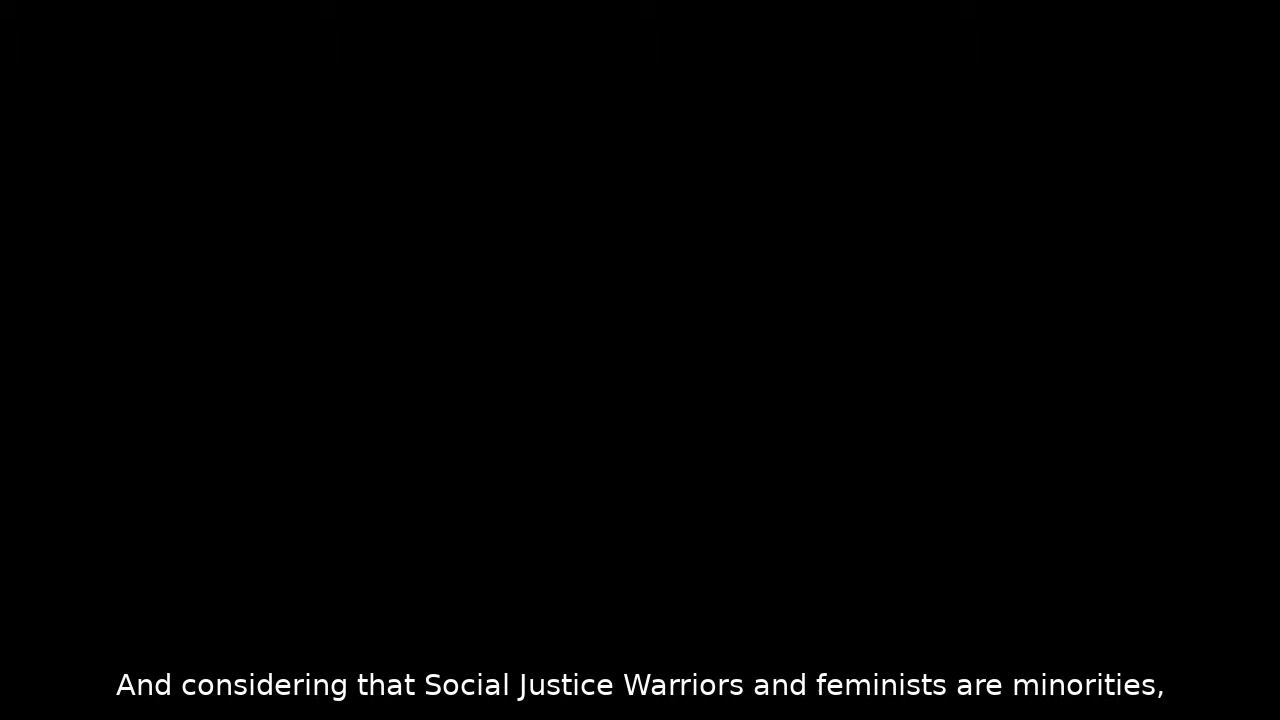 And considering that Social Justice Warriors and feminists are minorities,